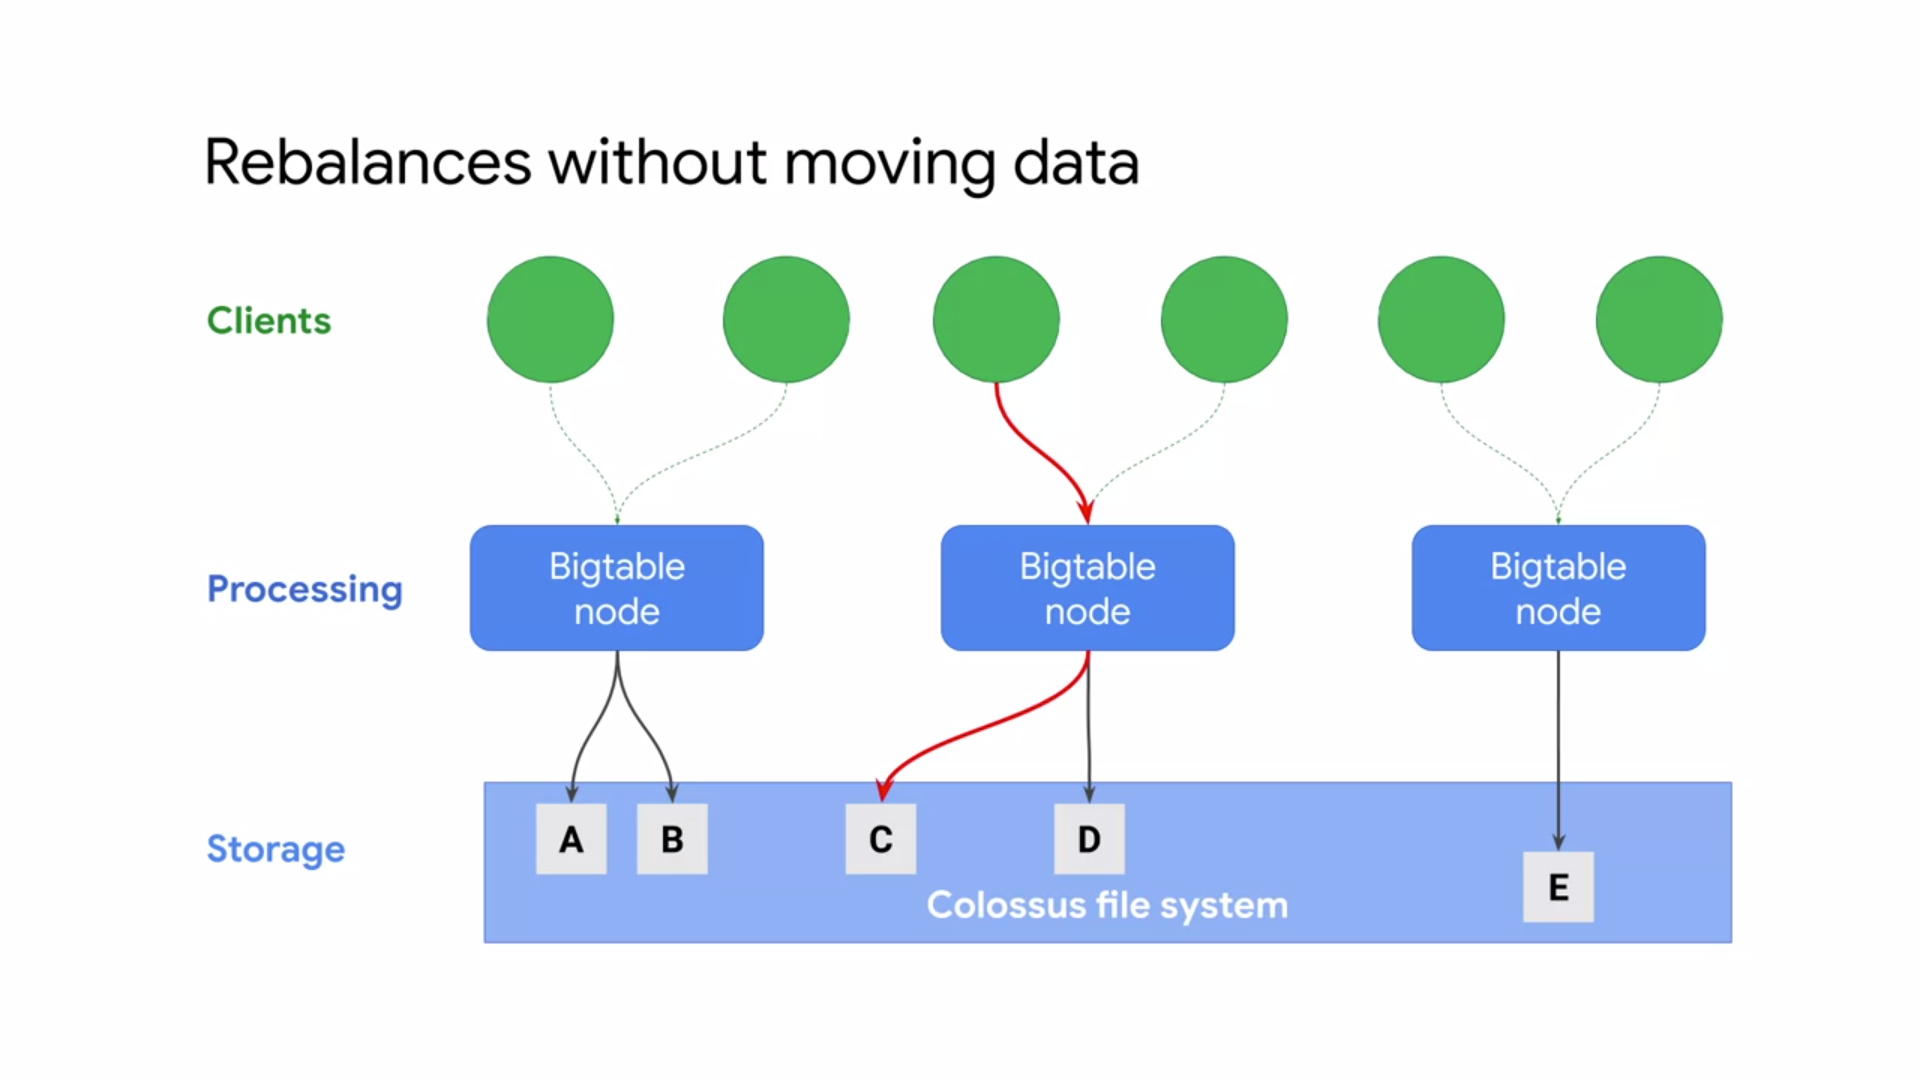 Rebalances without moving data
Clients
Processing
Bigtable
node
Bigtable
node
Bigtable
node
Storage
A
B
C
D
E
Colossus file system